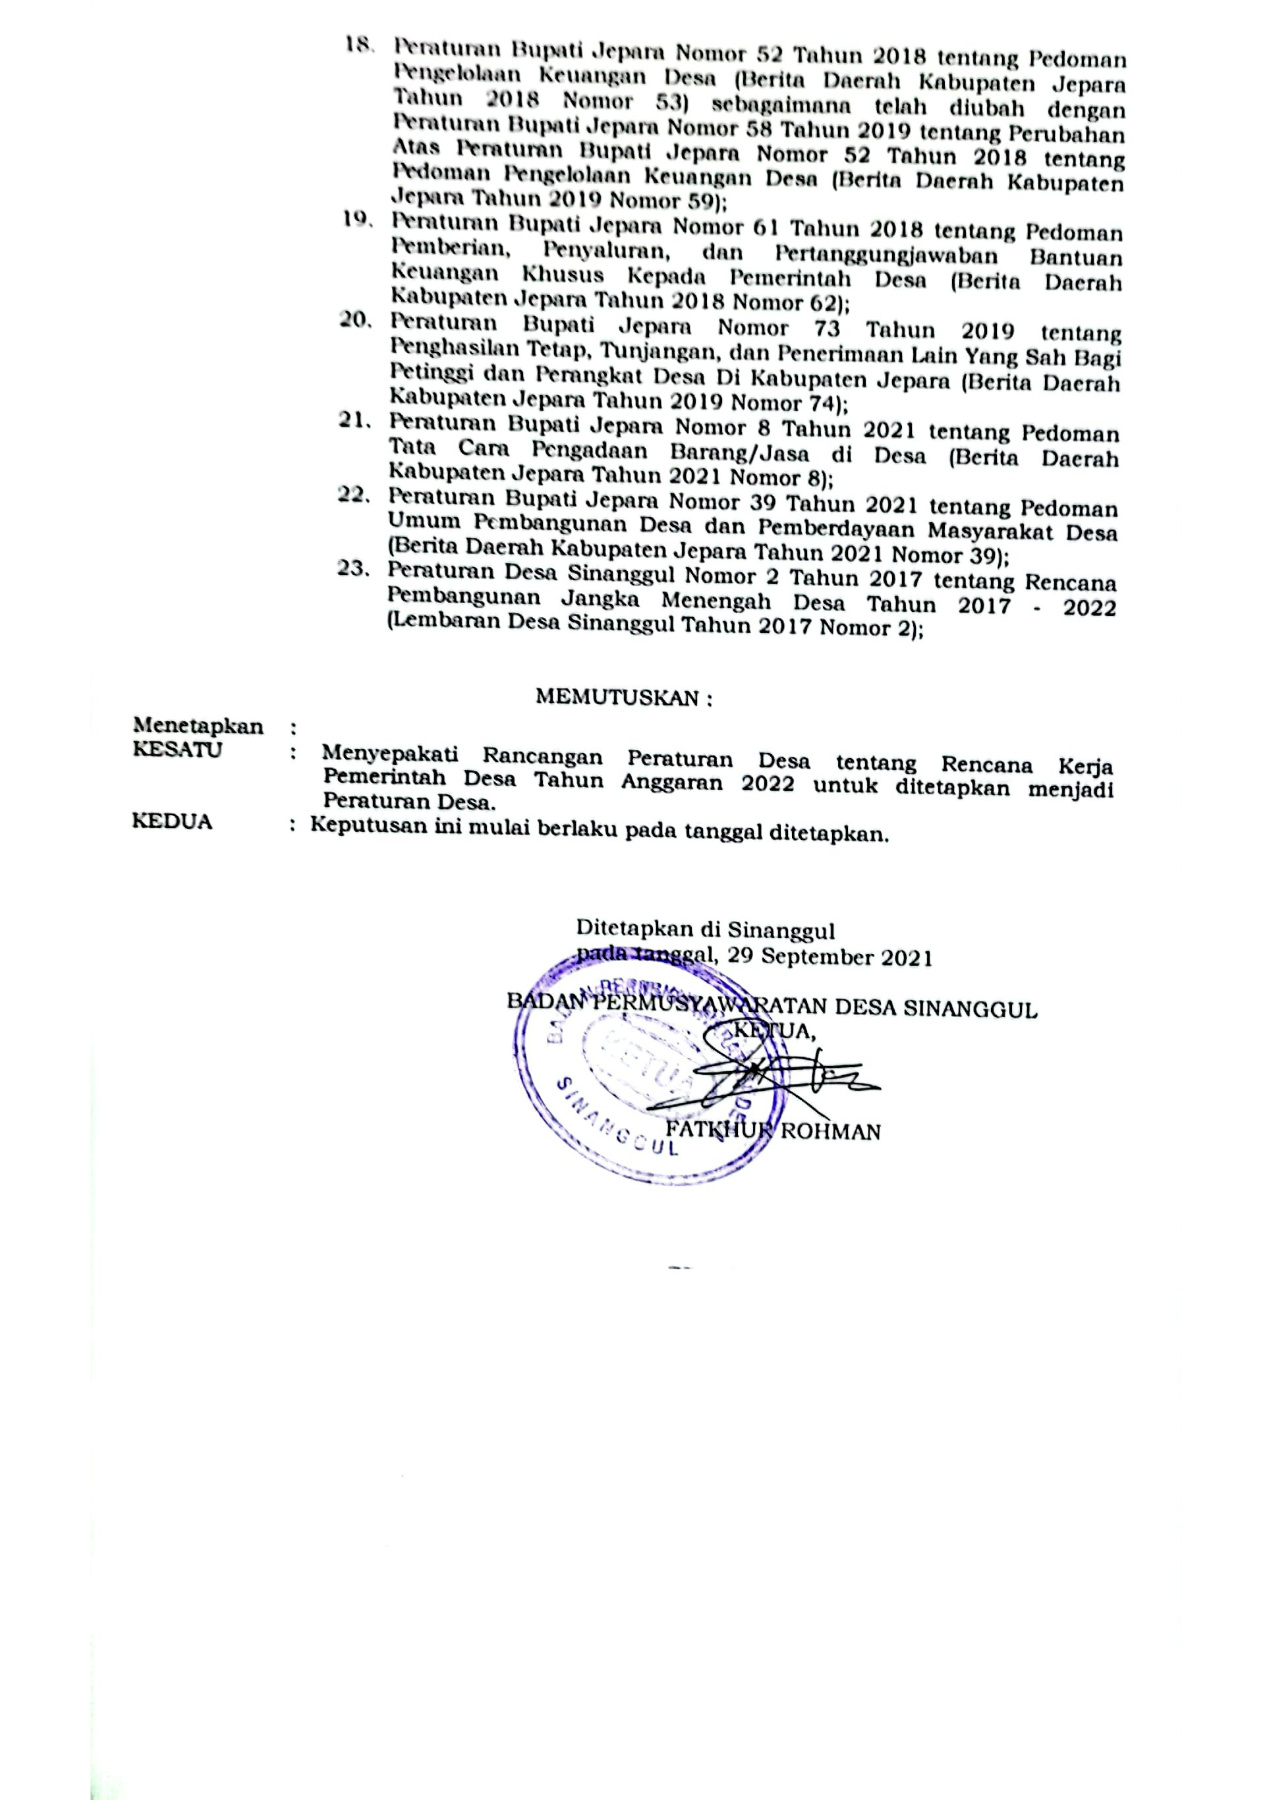 18. Peraturan Bupati Jepara Nomor 52 Tahun 2018 tentang Pedoman
Pengelolaan Keuangan Desa (Berita Daerah Kabupaten Jepara
Tahun 2018 Nomor 53) sebagaimana telah diubah dengan
Peraturan Bupati Jepara Nomor 58 Tahun 2019 tentang Perubahan
Atas Peraturan Bupati Jepara Nomor 52 Tahun 2018 tentang
Pedoman Pengelolaan Keuangan Desa (Berita Daerah Kabupaten
Jepara Tahun 2019 Nomor 59);
19. Peraturan Bupati Jepara Nomor 61 Tahun 2018 tentang Pedoman
Pemberian, Penyaluran, dan Pertanggungjawaban Bantuan
Keuangan Khusus Kepada Pemerintah Desa (Berita Daerah
Kabupaten Jepara Tahun 2018 Nomor 62);
20. Peraturan Bupati Jepara Nomor 73 Tahun 2019 tentang
Penghasilan Tetap, Tunjangan, dan Penerimaan Lain Yang Sah Bagi
Petinggi dan Perangkat Desa Di Kabupaten Jepara (Berita Daerah
Kabupaten Jepara Tahun 2019 Nomor 74);
21. Peraturan Bupati Jepara Nomor 8 Tahun 2021 tentang Pedoman
Tata Cara Pengadaan Barang/Jasa di Desa (Berita Daerah
Kabupaten Jepara Tahun 2021 Nomor 8);
22. Peraturan Bupati Jepara Nomor 39 Tahun 2021 tentang Pedoman
Umum Pembangunan Desa dan Pemberdayaan Masyarakat Desa
(Berita Daerah Kabupaten Jepara Tahun 2021 Nomor 39);
23. Peraturan Desa Sinanggul Nomor 2 Tahun 2017 tentang Rencana
Pembangunan Jangka Menengah Desa Tahun 2017 - 2022
(Lembaran Desa Sinanggul Tahun 2017 Nomor 2);
MEMUTUSKAN :
Menetapkan :
KESATU : Menyepakati Rancangan Peraturan Desa tentang Rencana Kerja
Pemerintah Desa Tahun Anggaran 2022 untuk ditetapkan menjadi
Peraturan Desa.
KEDUA : Keputusan ini mulai berlaku pada tanggal ditetapkan.
Ditetapkan di Sinanggul
pada tanggal, 29 September 2021
BADAN PERMUSYAWARATAN DESA SINANGGUL
KETUA,
FATKHUR ROHMAN
KETUA
SINANGGUL